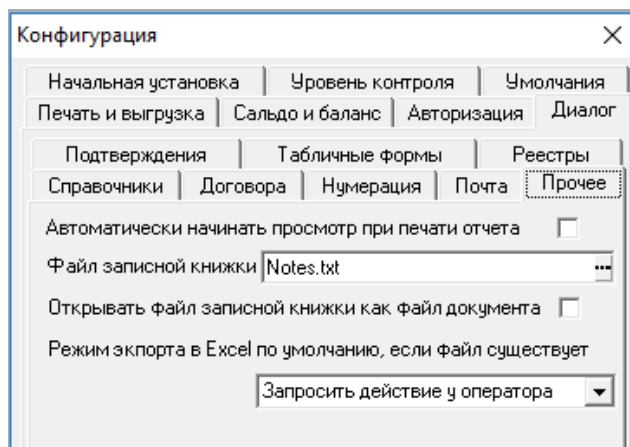 Конфигурация
Начальная установка Уровень контроля Умолчания
Печать и выгрузка Сальдо и баланс Авторизация Диалог
Подтверждения Табличные формы Реестры
Справочники Договора Нумерация Почта Прочее
Автоматически начинать просмотр при печати отчета
Файл записной книжки Notes.txt ...
Открывать файл записной книжки как файл документа
Режим экпорта в Excel по умолчанию, если файл существует
Запросить действие у оператора